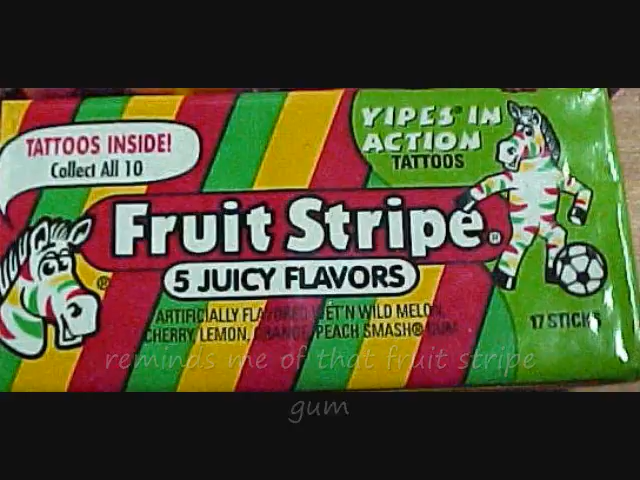 TATTOOS INSIDE!
Collect All 10
YIPES® IN
ACTION
TATTOOS
Fruit Stripe®
5 JUICY FLAVORS
ARTIFICIALLY FLAVORED WET'N WILD MELON,
CHERRY, LEMON, ORANGE, PEACH SMASH® GUM
17 STICKS
reminds me of that fruit stripe
gum